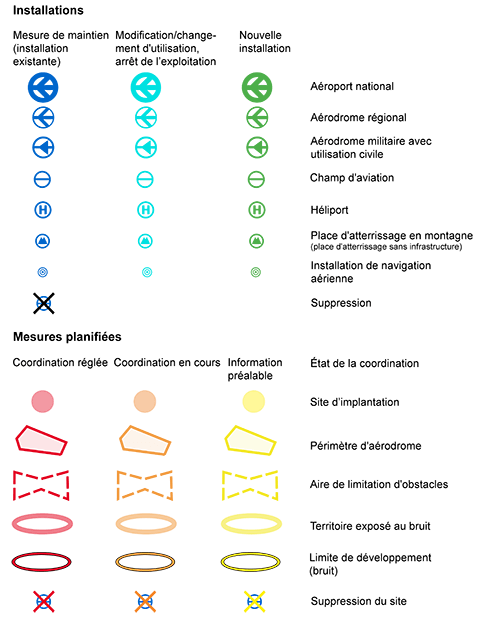 Installations
Mesure de maintien
(installation
existante)
Modification/change-
ment d'utilisation,
arrêt de l'exploitation
Nouvelle
installation
Aéroport national
Aérodrome régional
Aérodrome militaire avec
utilisation civile
Champ d'aviation
H H H Héliport
Place d'atterrissage en montagne
(place d'atterrissage sans infrastructure)
Installation de navigation
aérienne
Suppression
Mesures planifiées
Coordination réglée Coordination en cours Information
préalable
État de la coordination
Site d'implantation
Périmètre d'aérodrome
Aire de limitation d'obstacles
Territoire exposé au bruit
Limite de développement
(bruit)
Suppression du site